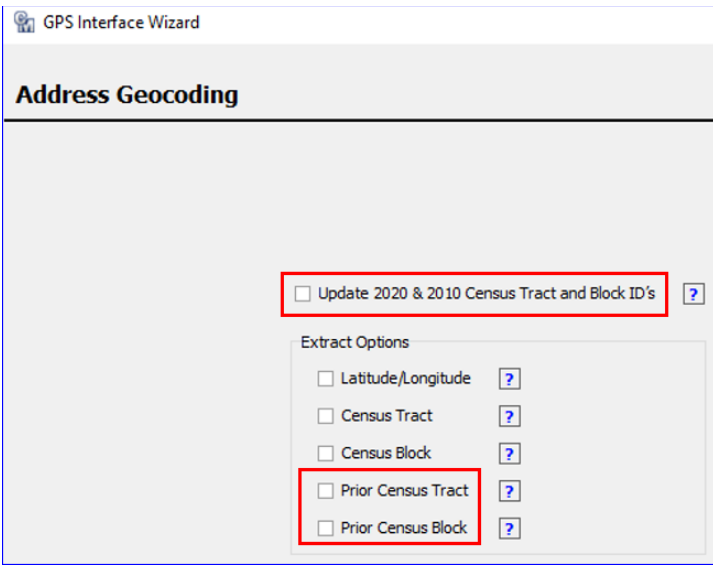 GPS Interface Wizard
Address Geocoding
Update 2020 & 2010 Census Tract and Block ID's
?
Extract Options
Latitude/Longitude
?
Census Tract
?
Census Block
?
Prior Census Tract
?
Prior Census Block
?